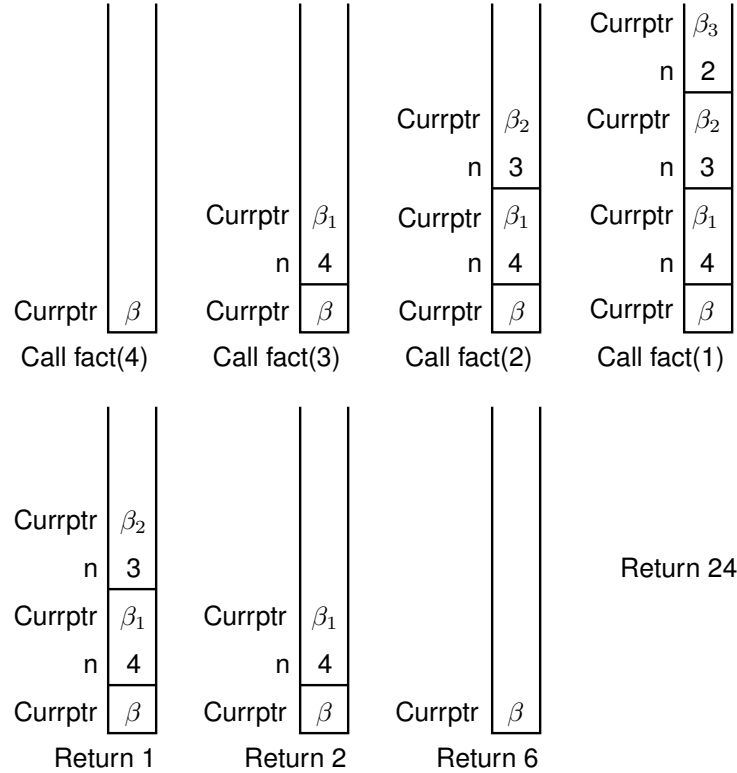 Currptr β₃
n 2
Currptr β₂ Currptr β₂
n 3 n 3
Currptr β₁ Currptr β₁ Currptr β₁
n 4 n 4 n 4
Currptr β Currptr β Currptr β Currptr β
Call fact(4) Call fact(3) Call fact(2) Call fact(1)
Currptr β₂
n 3 Return 24
Currptr β₁ Currptr β₁
n 4 n 4
Currptr β Currptr β Currptr β
Return 1 Return 2 Return 6